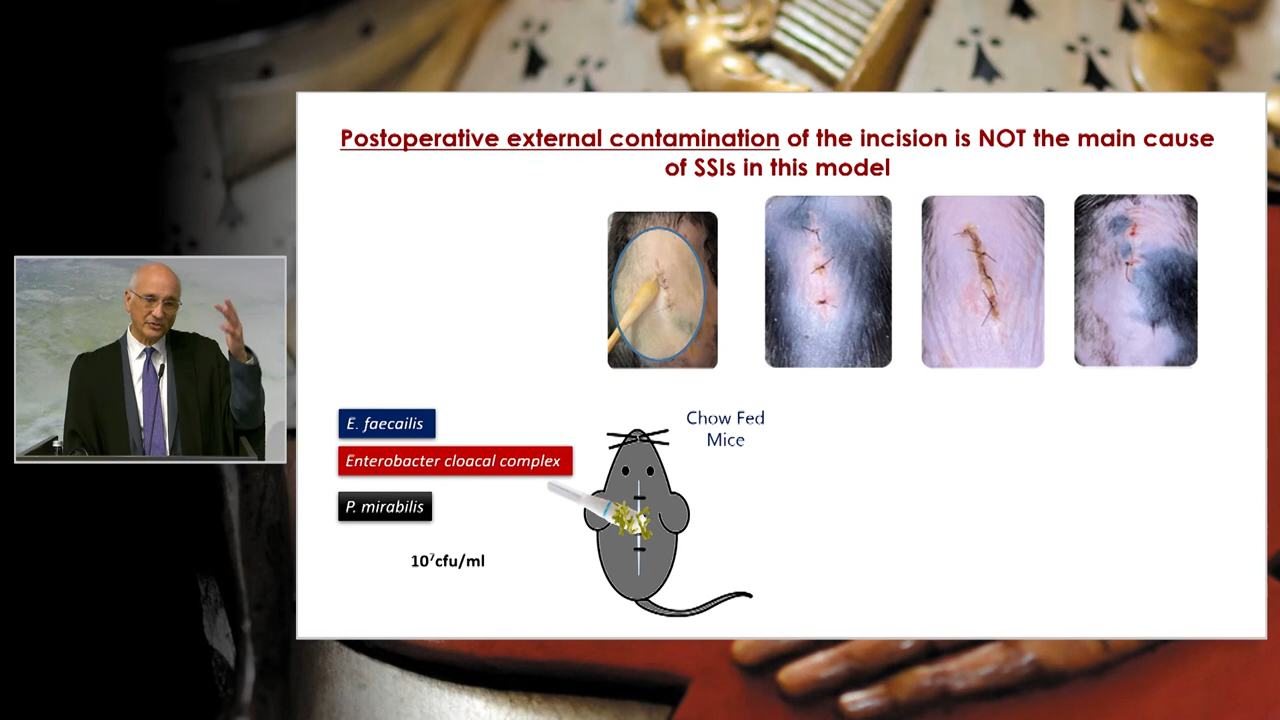 Postoperative external contamination of the incision is NOT the main cause
of SSIs in this model
E. faecailis
Enterobacter cloacal complex
P. mirabilis
10⁷cfu/ml
Chow Fed
Mice